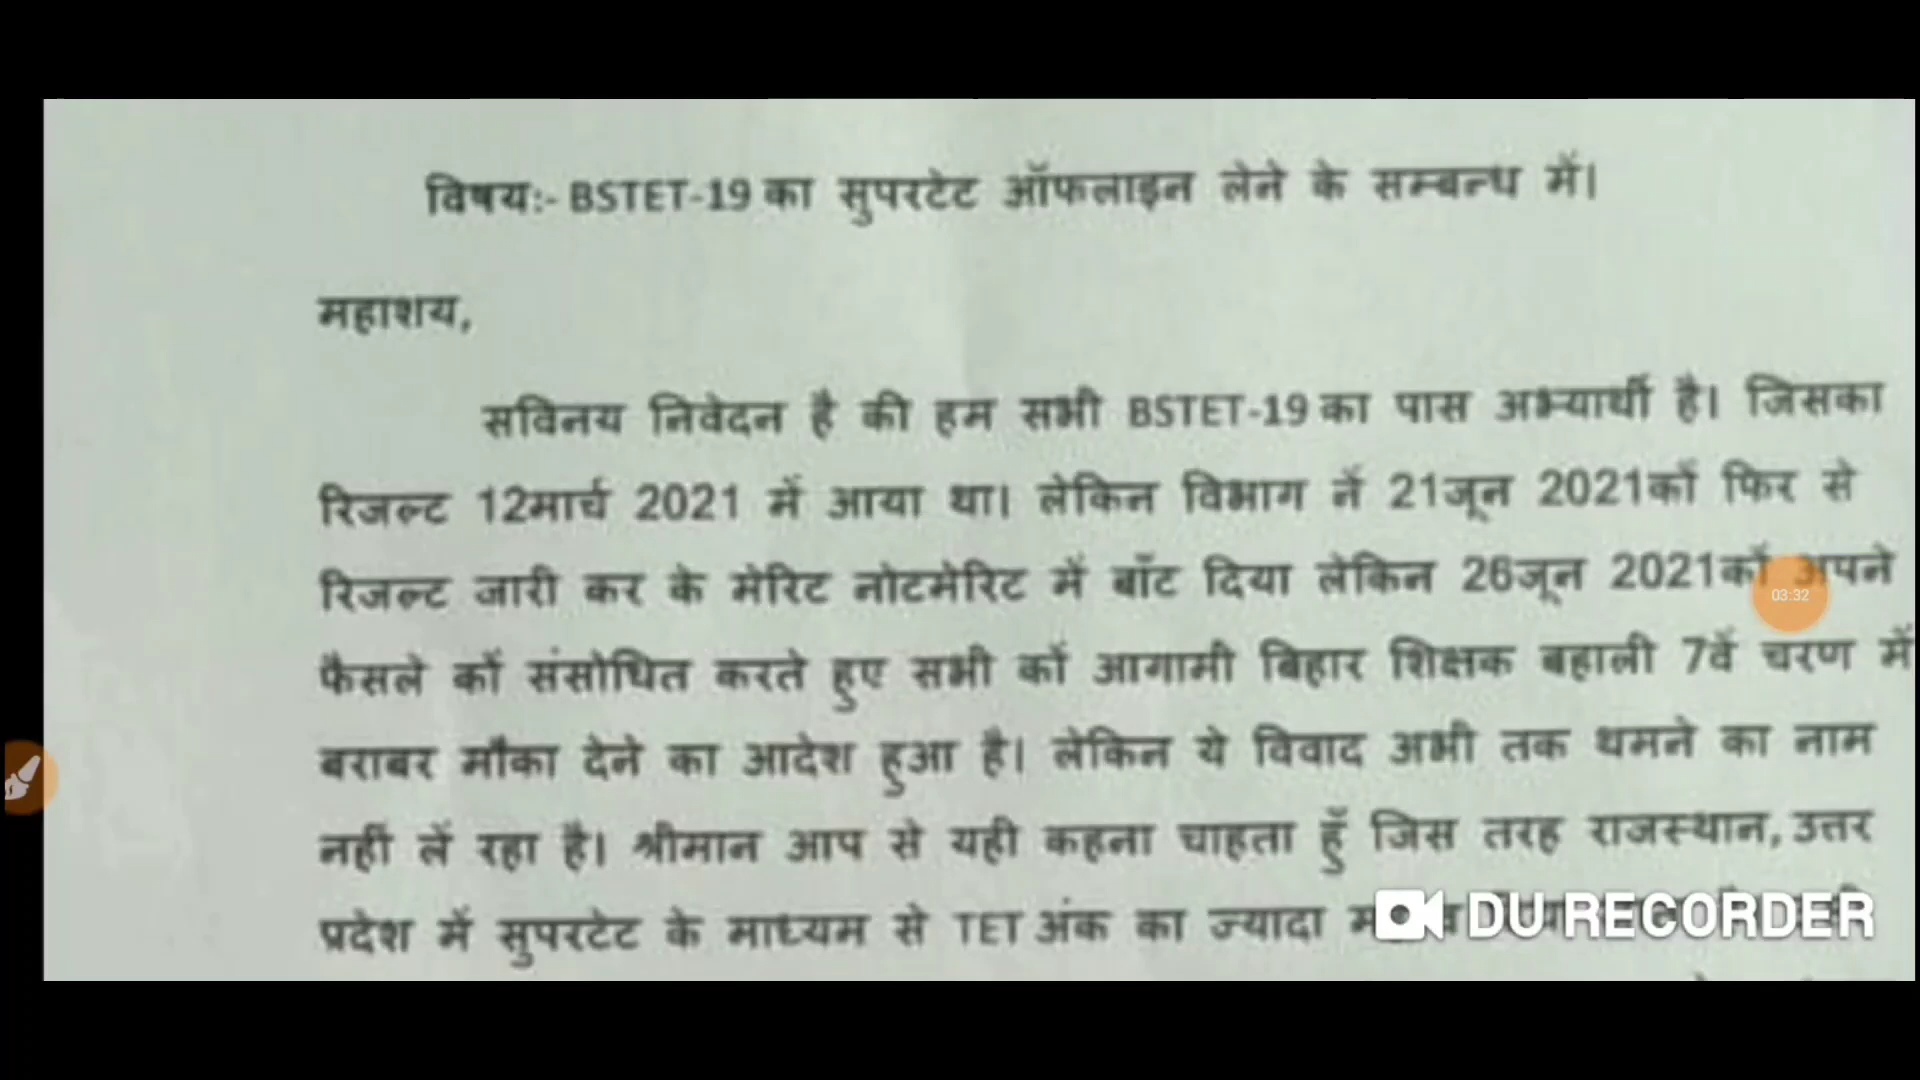 विषय:- BSTET-19 का सुपरटेट ऑफलाइन लेने के सम्बन्ध में।
महाशय,
सविनय निवेदन है की हम सभी BSTET-19 का पास अभ्यार्थी है। जिसका
रिजल्ट 12मार्च 2021 में आया था। लेकिन विभाग नें 21जून 2021कों फिर से
रिजल्ट जारी कर के मेरिट नोटमेरिट में बाँट दिया लेकिन 26जून 2021कों अपने
03:32
फैसले कों संसोधित करते हुए सभी कों आगामी बिहार शिक्षक बहाली 7वें चरण में
बराबर मौका देने का आदेश हुआ है। लेकिन ये विवाद अभी तक थमने का नाम
नहीं लें रहा है। श्रीमान आप से यही कहना चाहता हूँ जिस तरह राजस्थान, उत्तर
प्रदेश में सुपरटेट के माध्यम से TET अंक का ज्यादा
DU RECORDER